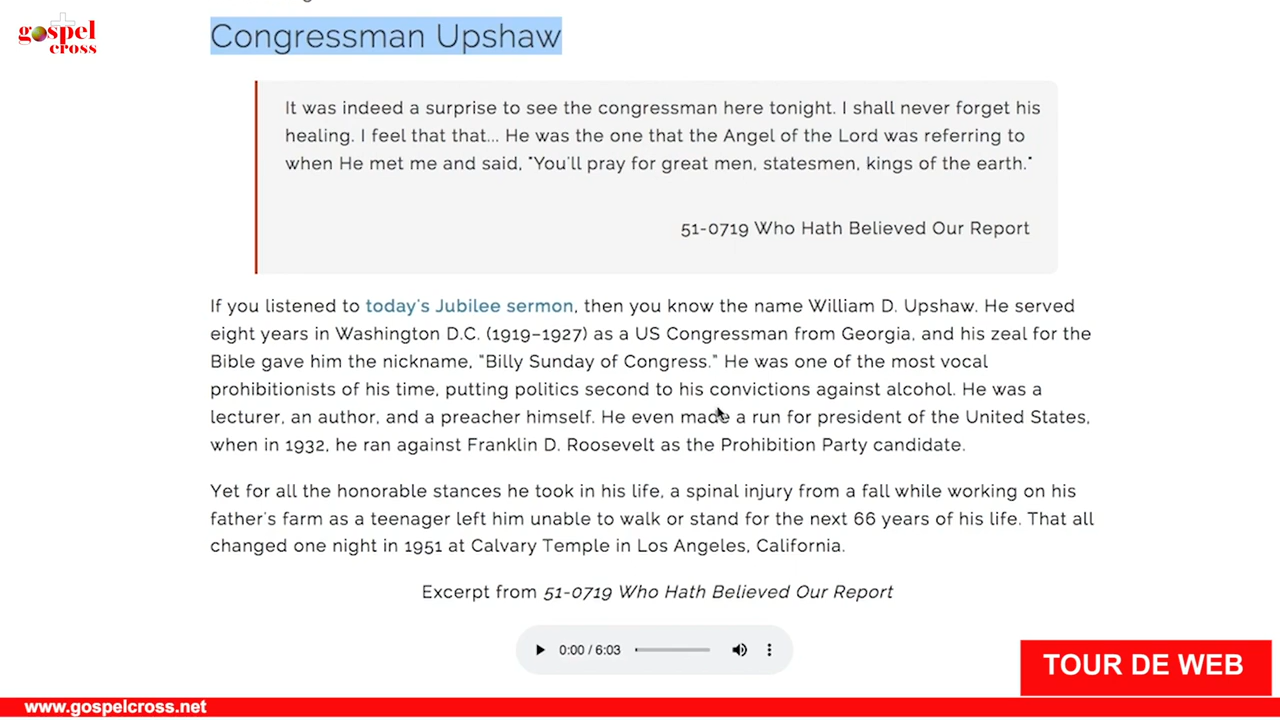 gospel
cross
Congressman Upshaw
It was indeed a surprise to see the congressman here tonight. I shall never forget his
healing. I feel that that... He was the one that the Angel of the Lord was referring to
when He met me and said, "You'll pray for great men, statesmen, kings of the earth."
51-0719 Who Hath Believed Our Report
If you listened to today's Jubilee sermon, then you know the name William D. Upshaw. He served
eight years in Washington D.C. (1919–1927) as a US Congressman from Georgia, and his zeal for the
Bible gave him the nickname, "Billy Sunday of Congress." He was one of the most vocal
prohibitionists of his time, putting politics second to his convictions against alcohol. He was a
lecturer, an author, and a preacher himself. He even made a run for president of the United States,
when in 1932, he ran against Franklin D. Roosevelt as the Prohibition Party candidate.
Yet for all the honorable stances he took in his life, a spinal injury from a fall while working on his
father's farm as a teenager left him unable to walk or stand for the next 66 years of his life. That all
changed one night in 1951 at Calvary Temple in Los Angeles, California.
Excerpt from 51-0719 Who Hath Believed Our Report
0:00 / 6:03
TOUR DE WEB
www.gospelcross.net